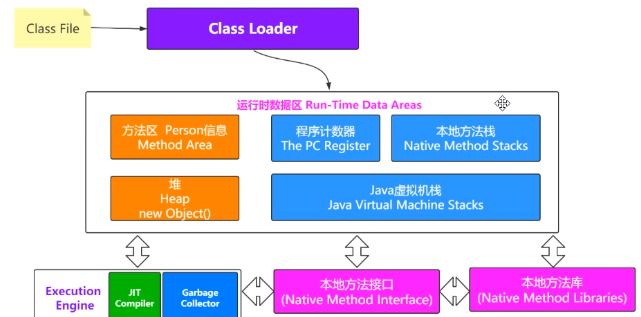 Class File
Class Loader
运行时数据区 Run-Time Data Areas
方法区 Person信息
Method Area
程序计数器
The PC Register
本地方法栈
Native Method Stacks
堆
Heap
new Object()
Java虚拟机栈
Java Virtual Machine Stacks
Execution
Engine
JIT
Compiler
Garbage
Collector
本地方法接口
(Native Method Interface)
本地方法库
(Native Method Libraries)